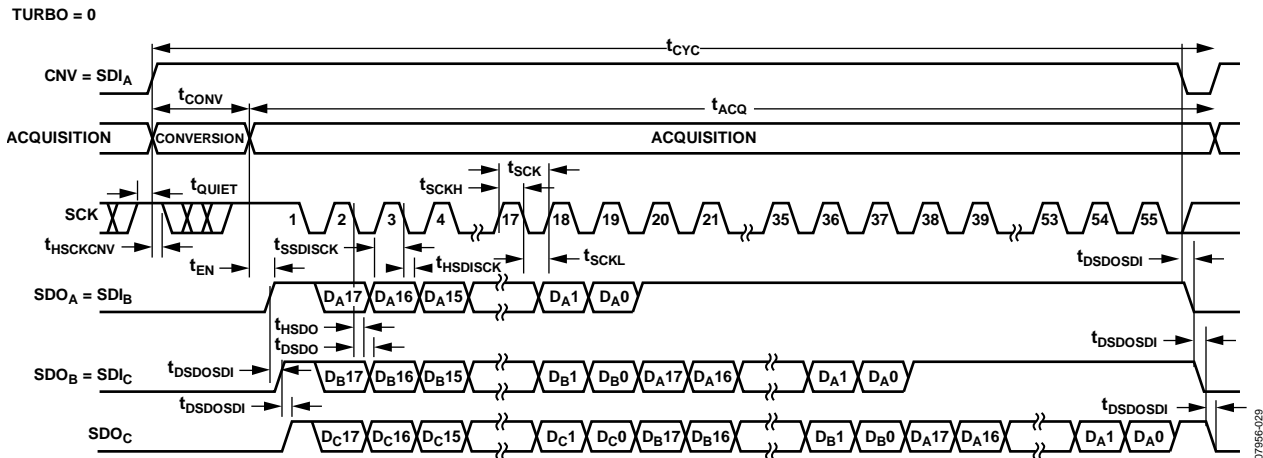 TURBO = 0
tCYC
CNV = SDIA
tCONV
tACQ
ACQUISITION
CONVERSION
ACQUISITION
tSCK
tSCKH
tQUIET
SCK
1 2 3 4 17 18 19 20 21 35 36 37 38 39 53 54 55
tHSCKCNV
tSSDISCK
tHSDISCK
tSCKL
tEN
tDSDOSDI
SDOA = SDIB
DA17 DA16 DA15 DA1 DA0
tHSDO
tDSDO
tDSDOSDI
tDSDOSDI
SDOB = SDIC
DB17 DB16 DB15 DB1 DB0 DA17 DA16 DA1 DA0
tDSDOSDI
tDSDOSDI
SDOC
DC17 DC16 DC15 DC1 DC0 DB17 DB16 DB1 DB0 DA17 DA16 DA1 DA0
07956-029